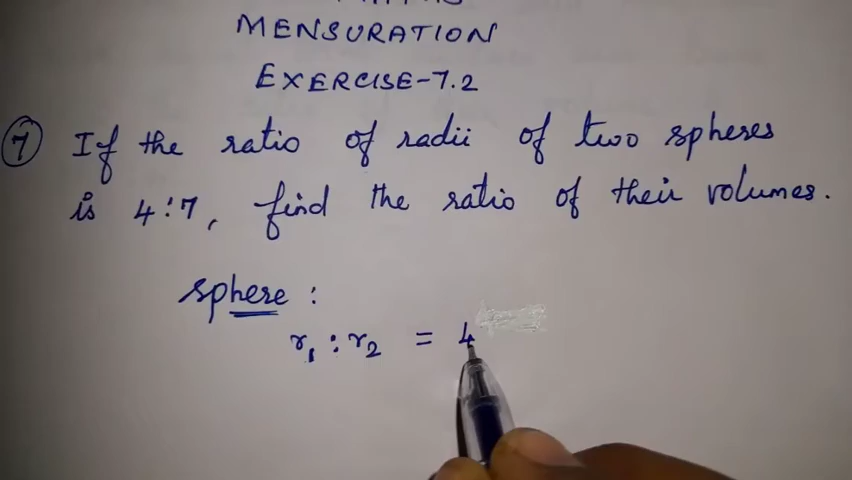 MENSURATION
EXERCISE-7.2
7 If the ratio of radii of two spheres
is 4:7, find the ratio of their volumes.
sphere :
r₁ : r₂ = 4